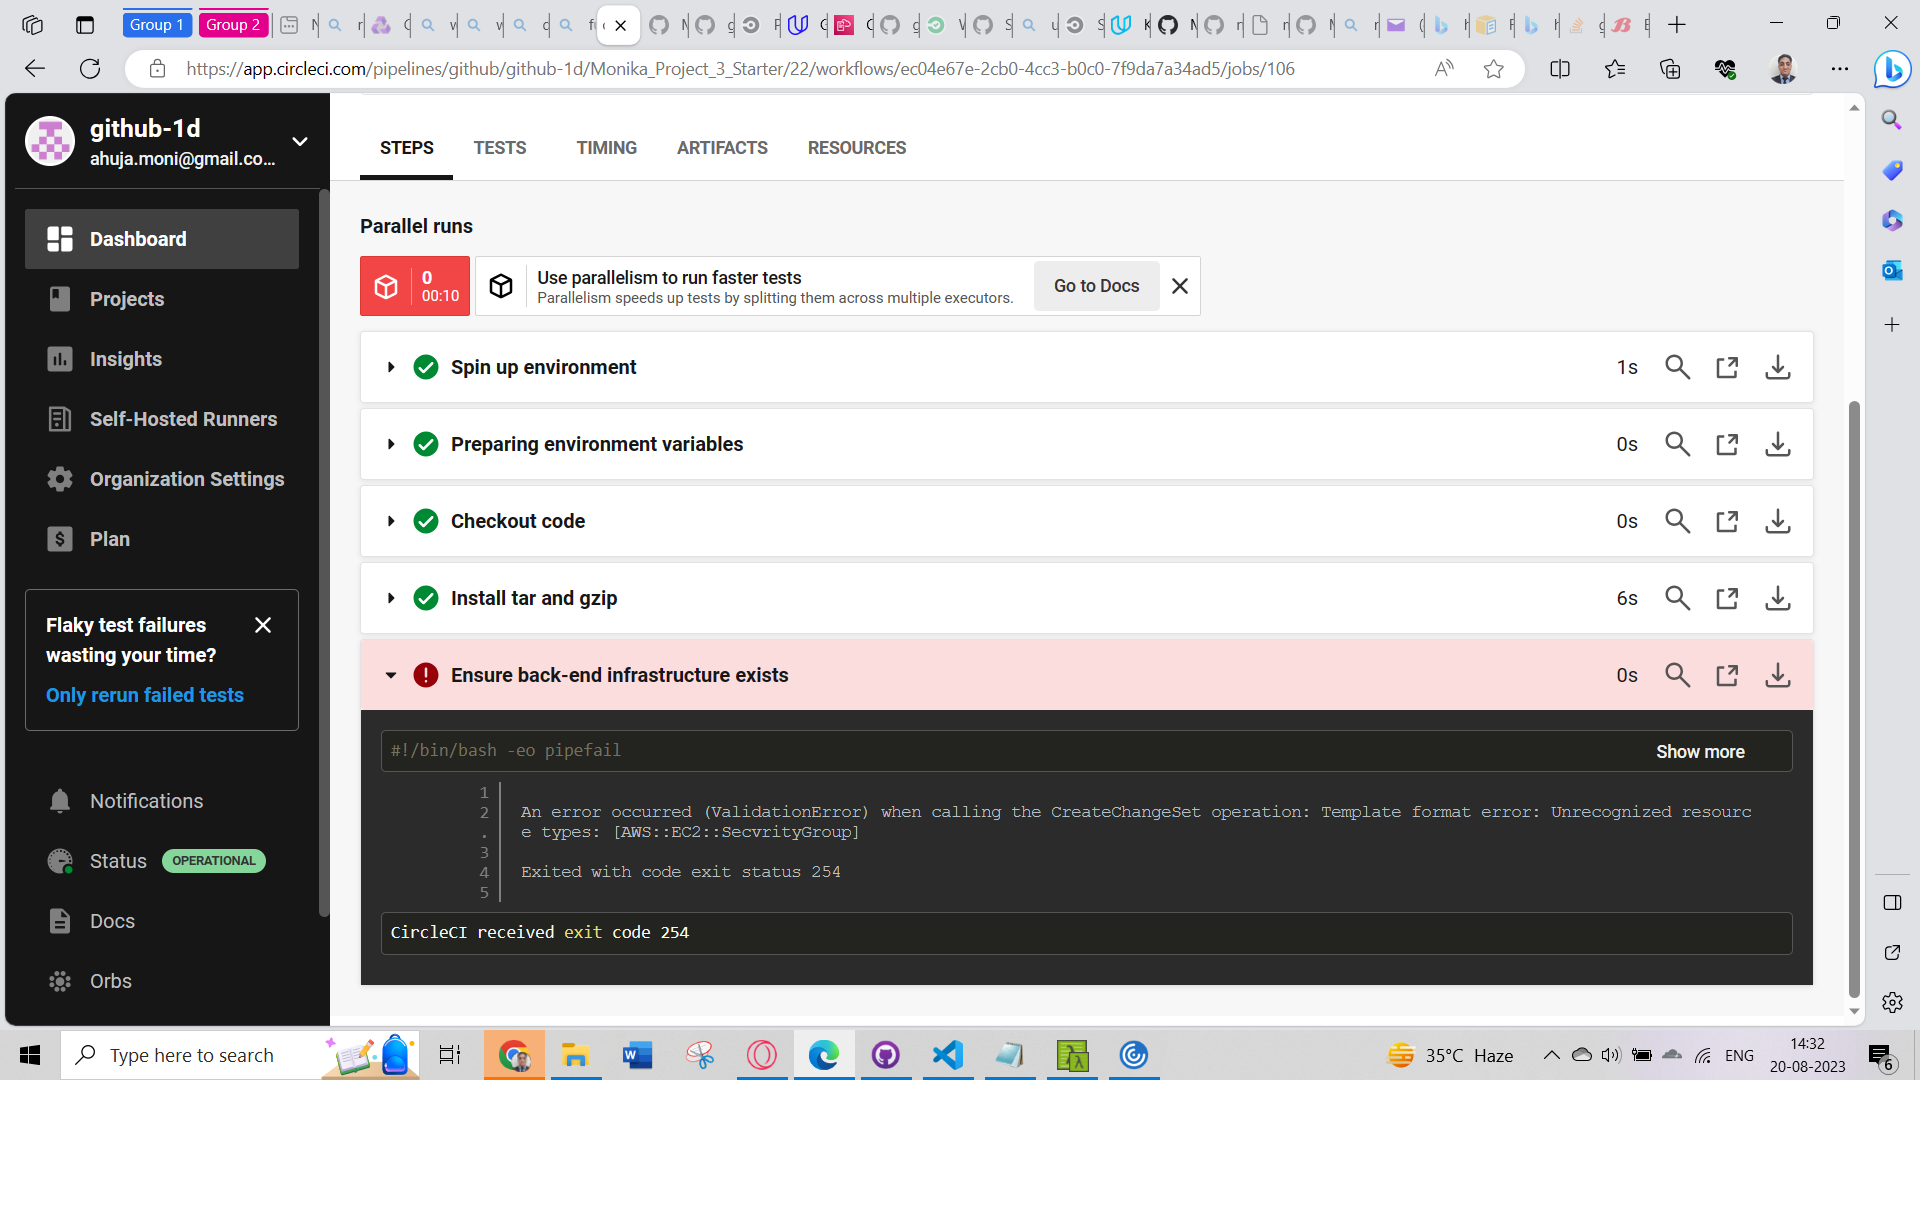 Group 1
Group 2
https://app.circleci.com/pipelines/github/github-1d/Monika_Project_3_Starter/22/workflows/ec04e67e-2cb0-4cc3-b0c0-7f9da7a34ad5/jobs/106
github-1d
ahuja.moni@gmail.co...
Dashboard
Projects
Insights
Self-Hosted Runners
Organization Settings
Plan
Flaky test failures
wasting your time?
Only rerun failed tests
Notifications
Status OPERATIONAL
Docs
Orbs
STEPS TESTS TIMING ARTIFACTS RESOURCES
Parallel runs
0
00:10
Use parallelism to run faster tests
Parallelism speeds up tests by splitting them across multiple executors.
Go to Docs
Spin up environment 1s
Preparing environment variables 0s
Checkout code 0s
Install tar and gzip 6s
Ensure back-end infrastructure exists 0s
#!/bin/bash -eo pipefail Show more
1
2 An error occurred (ValidationError) when calling the CreateChangeSet operation: Template format error: Unrecognized resourc
. e types: [AWS::EC2::SecvrityGroup]
3
4 Exited with code exit status 254
5
CircleCI received exit code 254
Type here to search
35°C Haze
ENG
14:32
20-08-2023
6